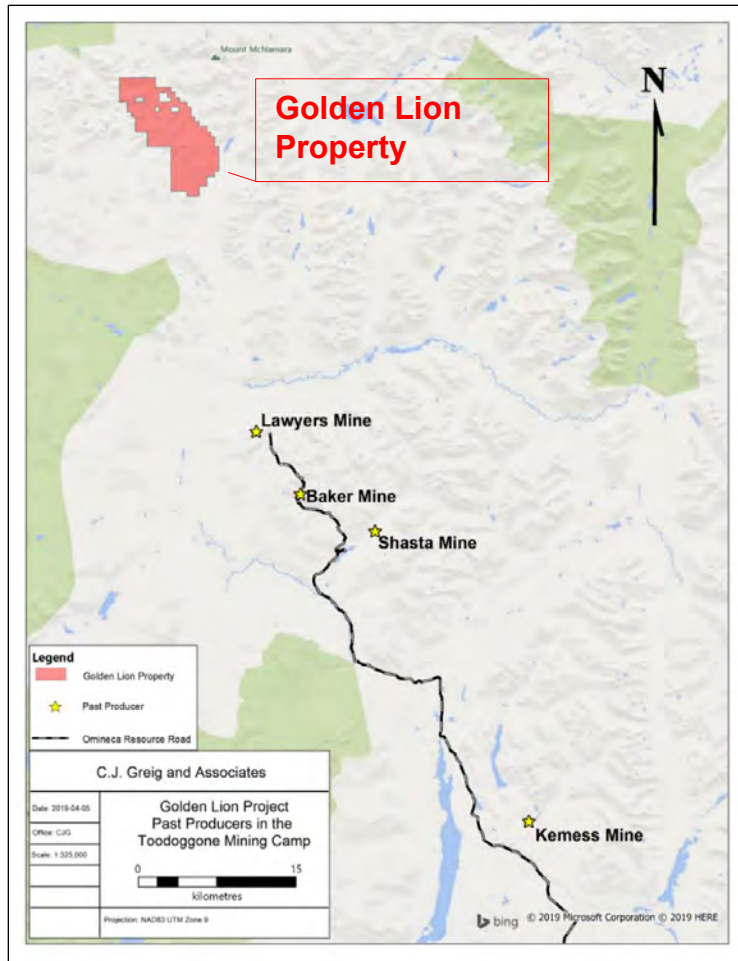 Mount McNamara
Golden Lion
Property
N
Lawyers Mine
Baker Mine
Shasta Mine
Kemess Mine
Legend
Golden Lion Property
Past Producer
Omineca Resource Road
C.J. Greig and Associates
Date: 2019-04-05
Office: CJG
Scale: 1:325,000
Golden Lion Project
Past Producers in the
Toodoggone Mining Camp
0 15
kilometres
Projection: NAD83 UTM Zone 9
bing © 2019 Microsoft Corporation © 2019 HERE